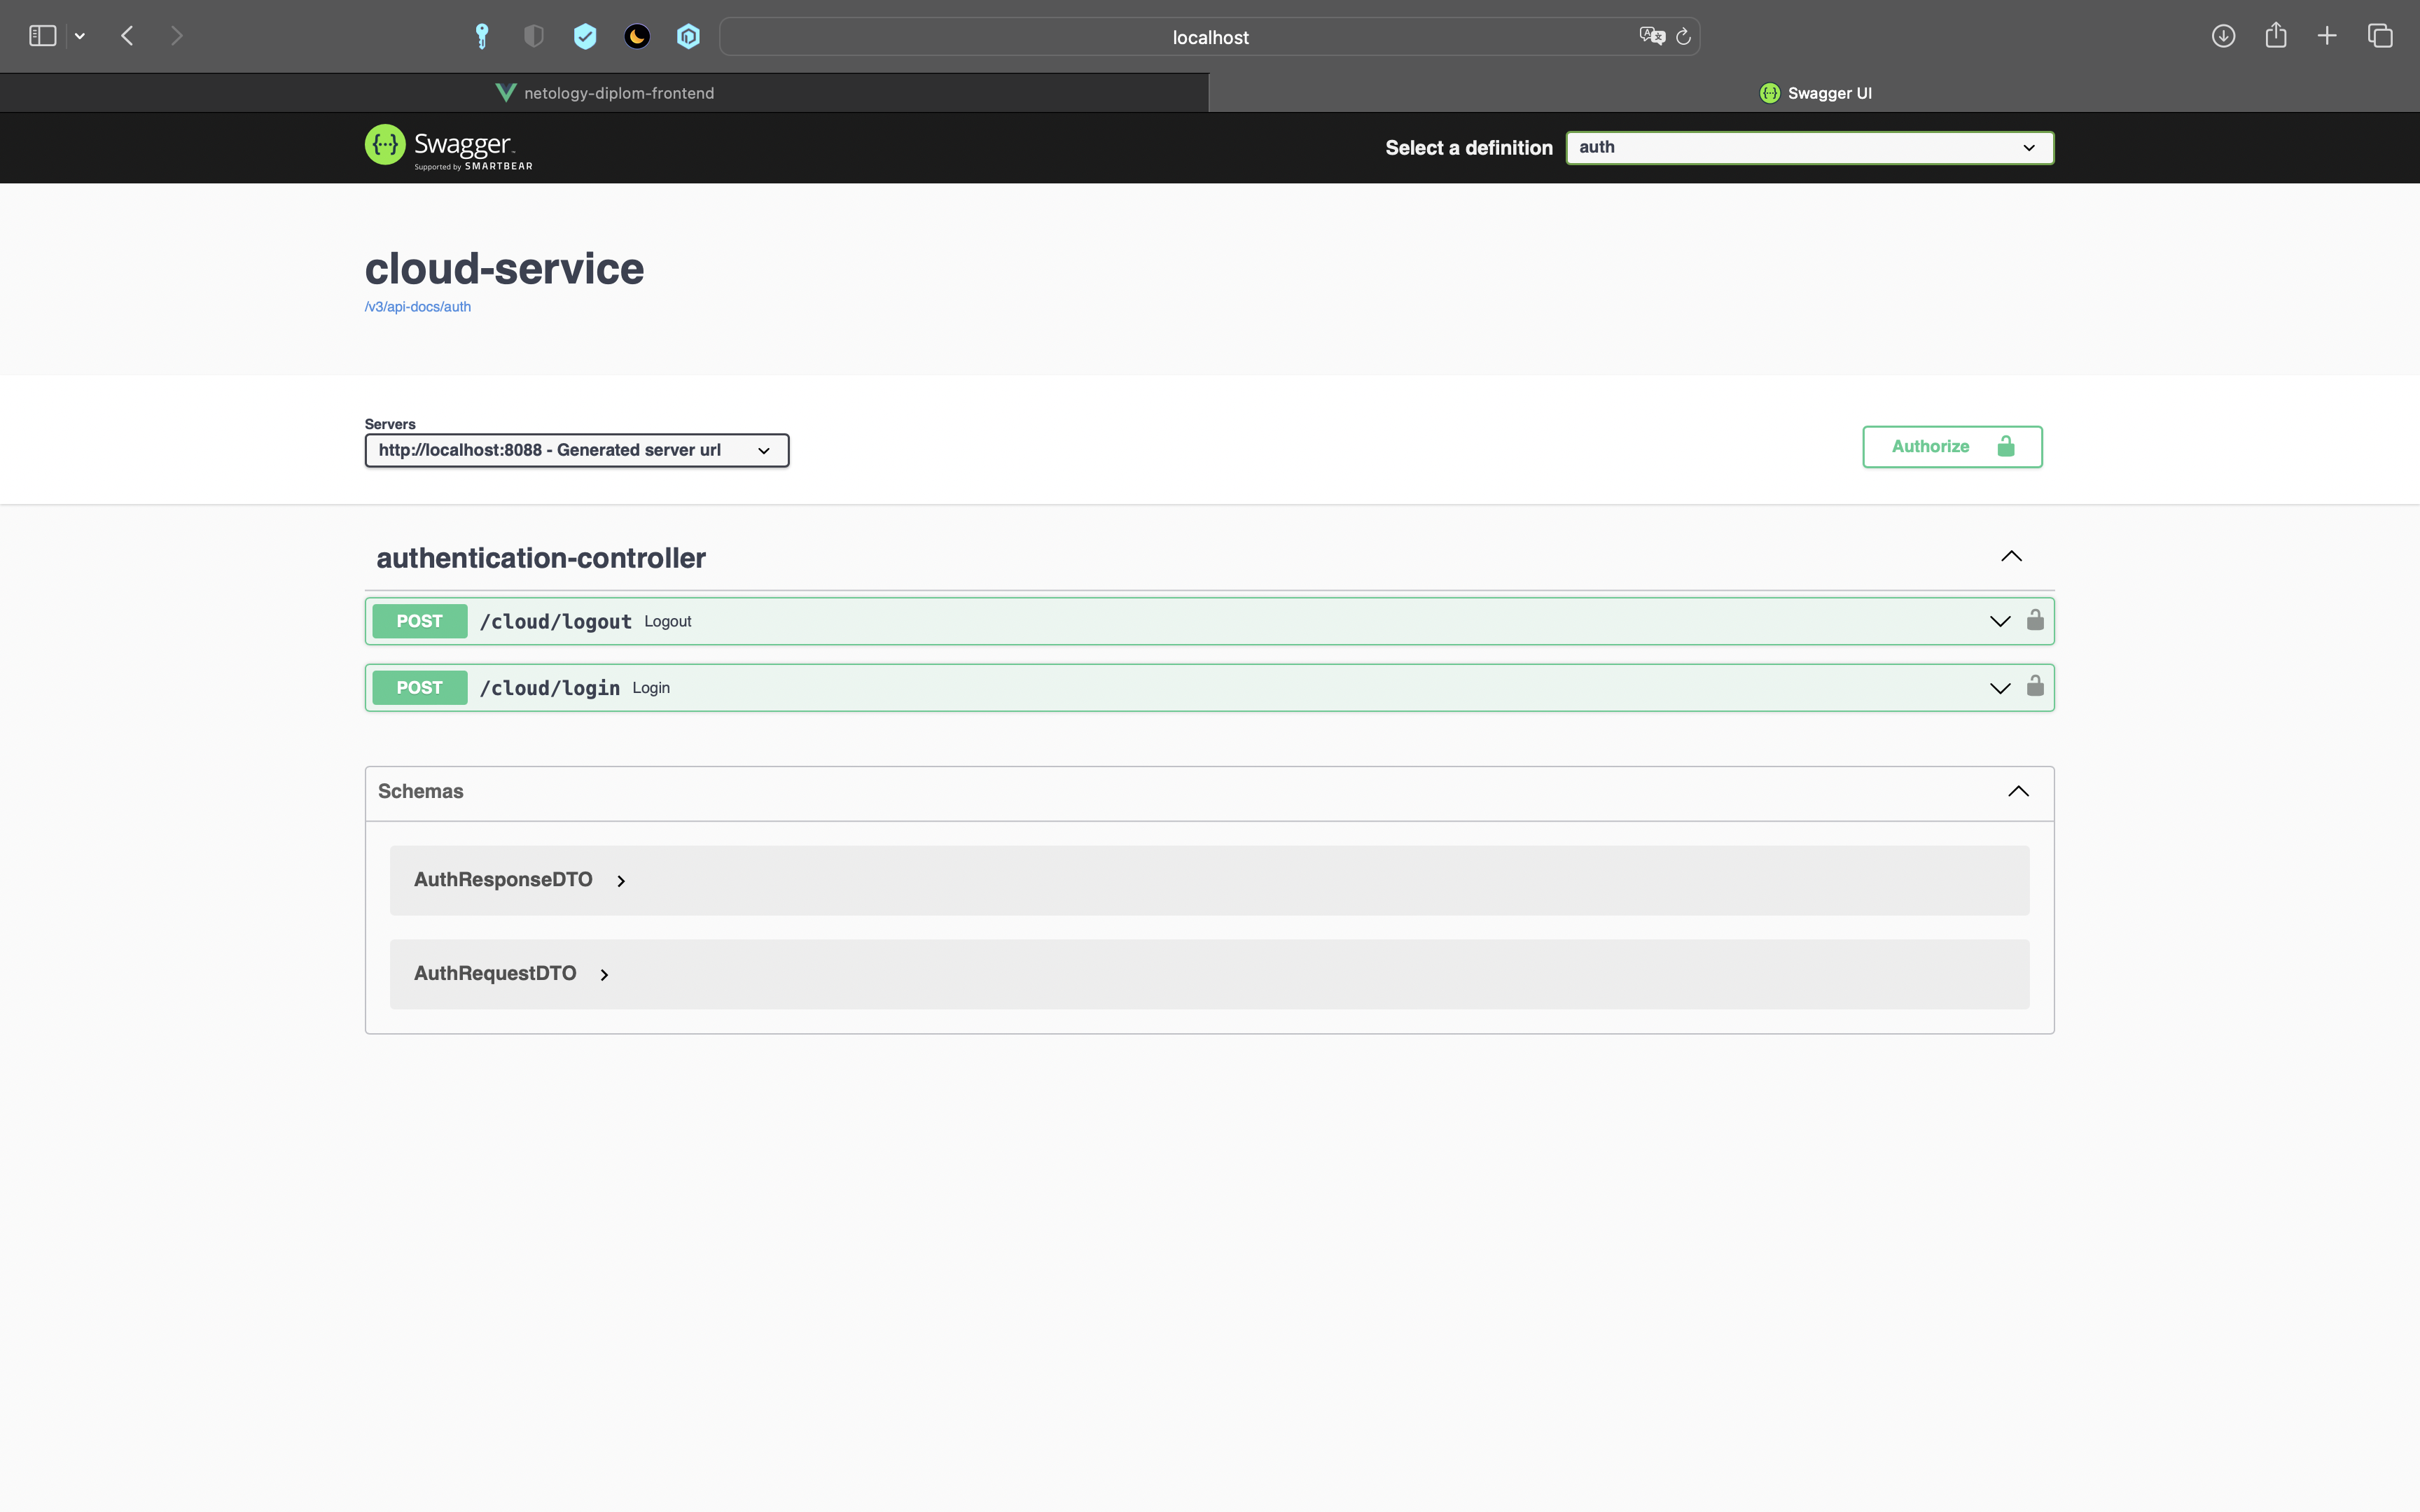 localhost
netology-diplom-frontend
Swagger UI
Swagger
Supported by SMARTBEAR
Select a definition
auth
cloud-service
/v3/api-docs/auth
Servers
http://localhost:8088 - Generated server url
Authorize
authentication-controller
POST /cloud/logout Logout
POST /cloud/login Login
Schemas
AuthResponseDTO
AuthRequestDTO